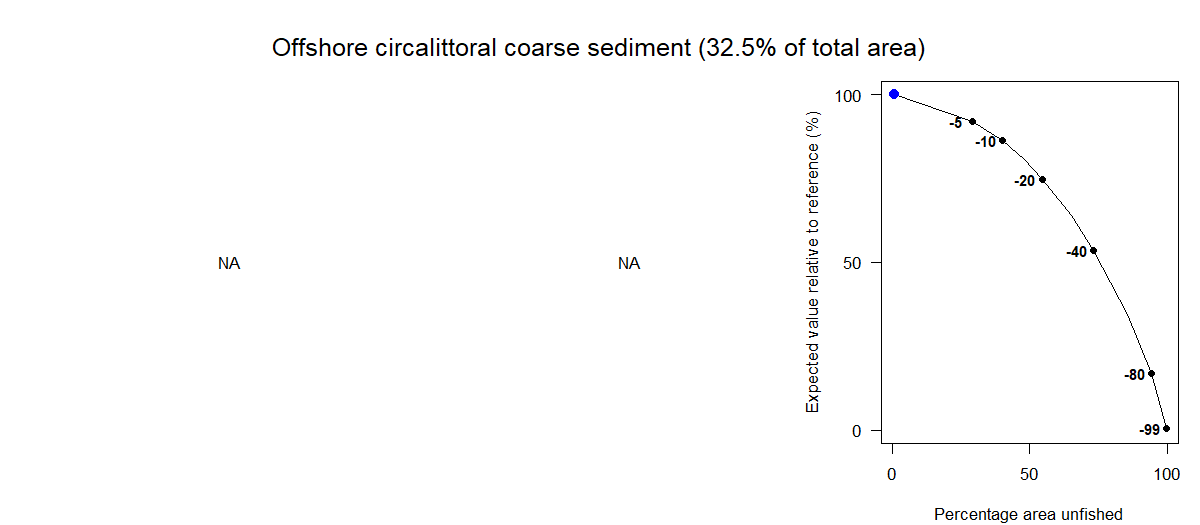 Offshore circalittoral coarse sediment (32.5% of total area)
NA
NA
Expected value relative to reference (%)
100
50
0
-5
-10
-20
-40
-80
-99
0 50 100
Percentage area unfished